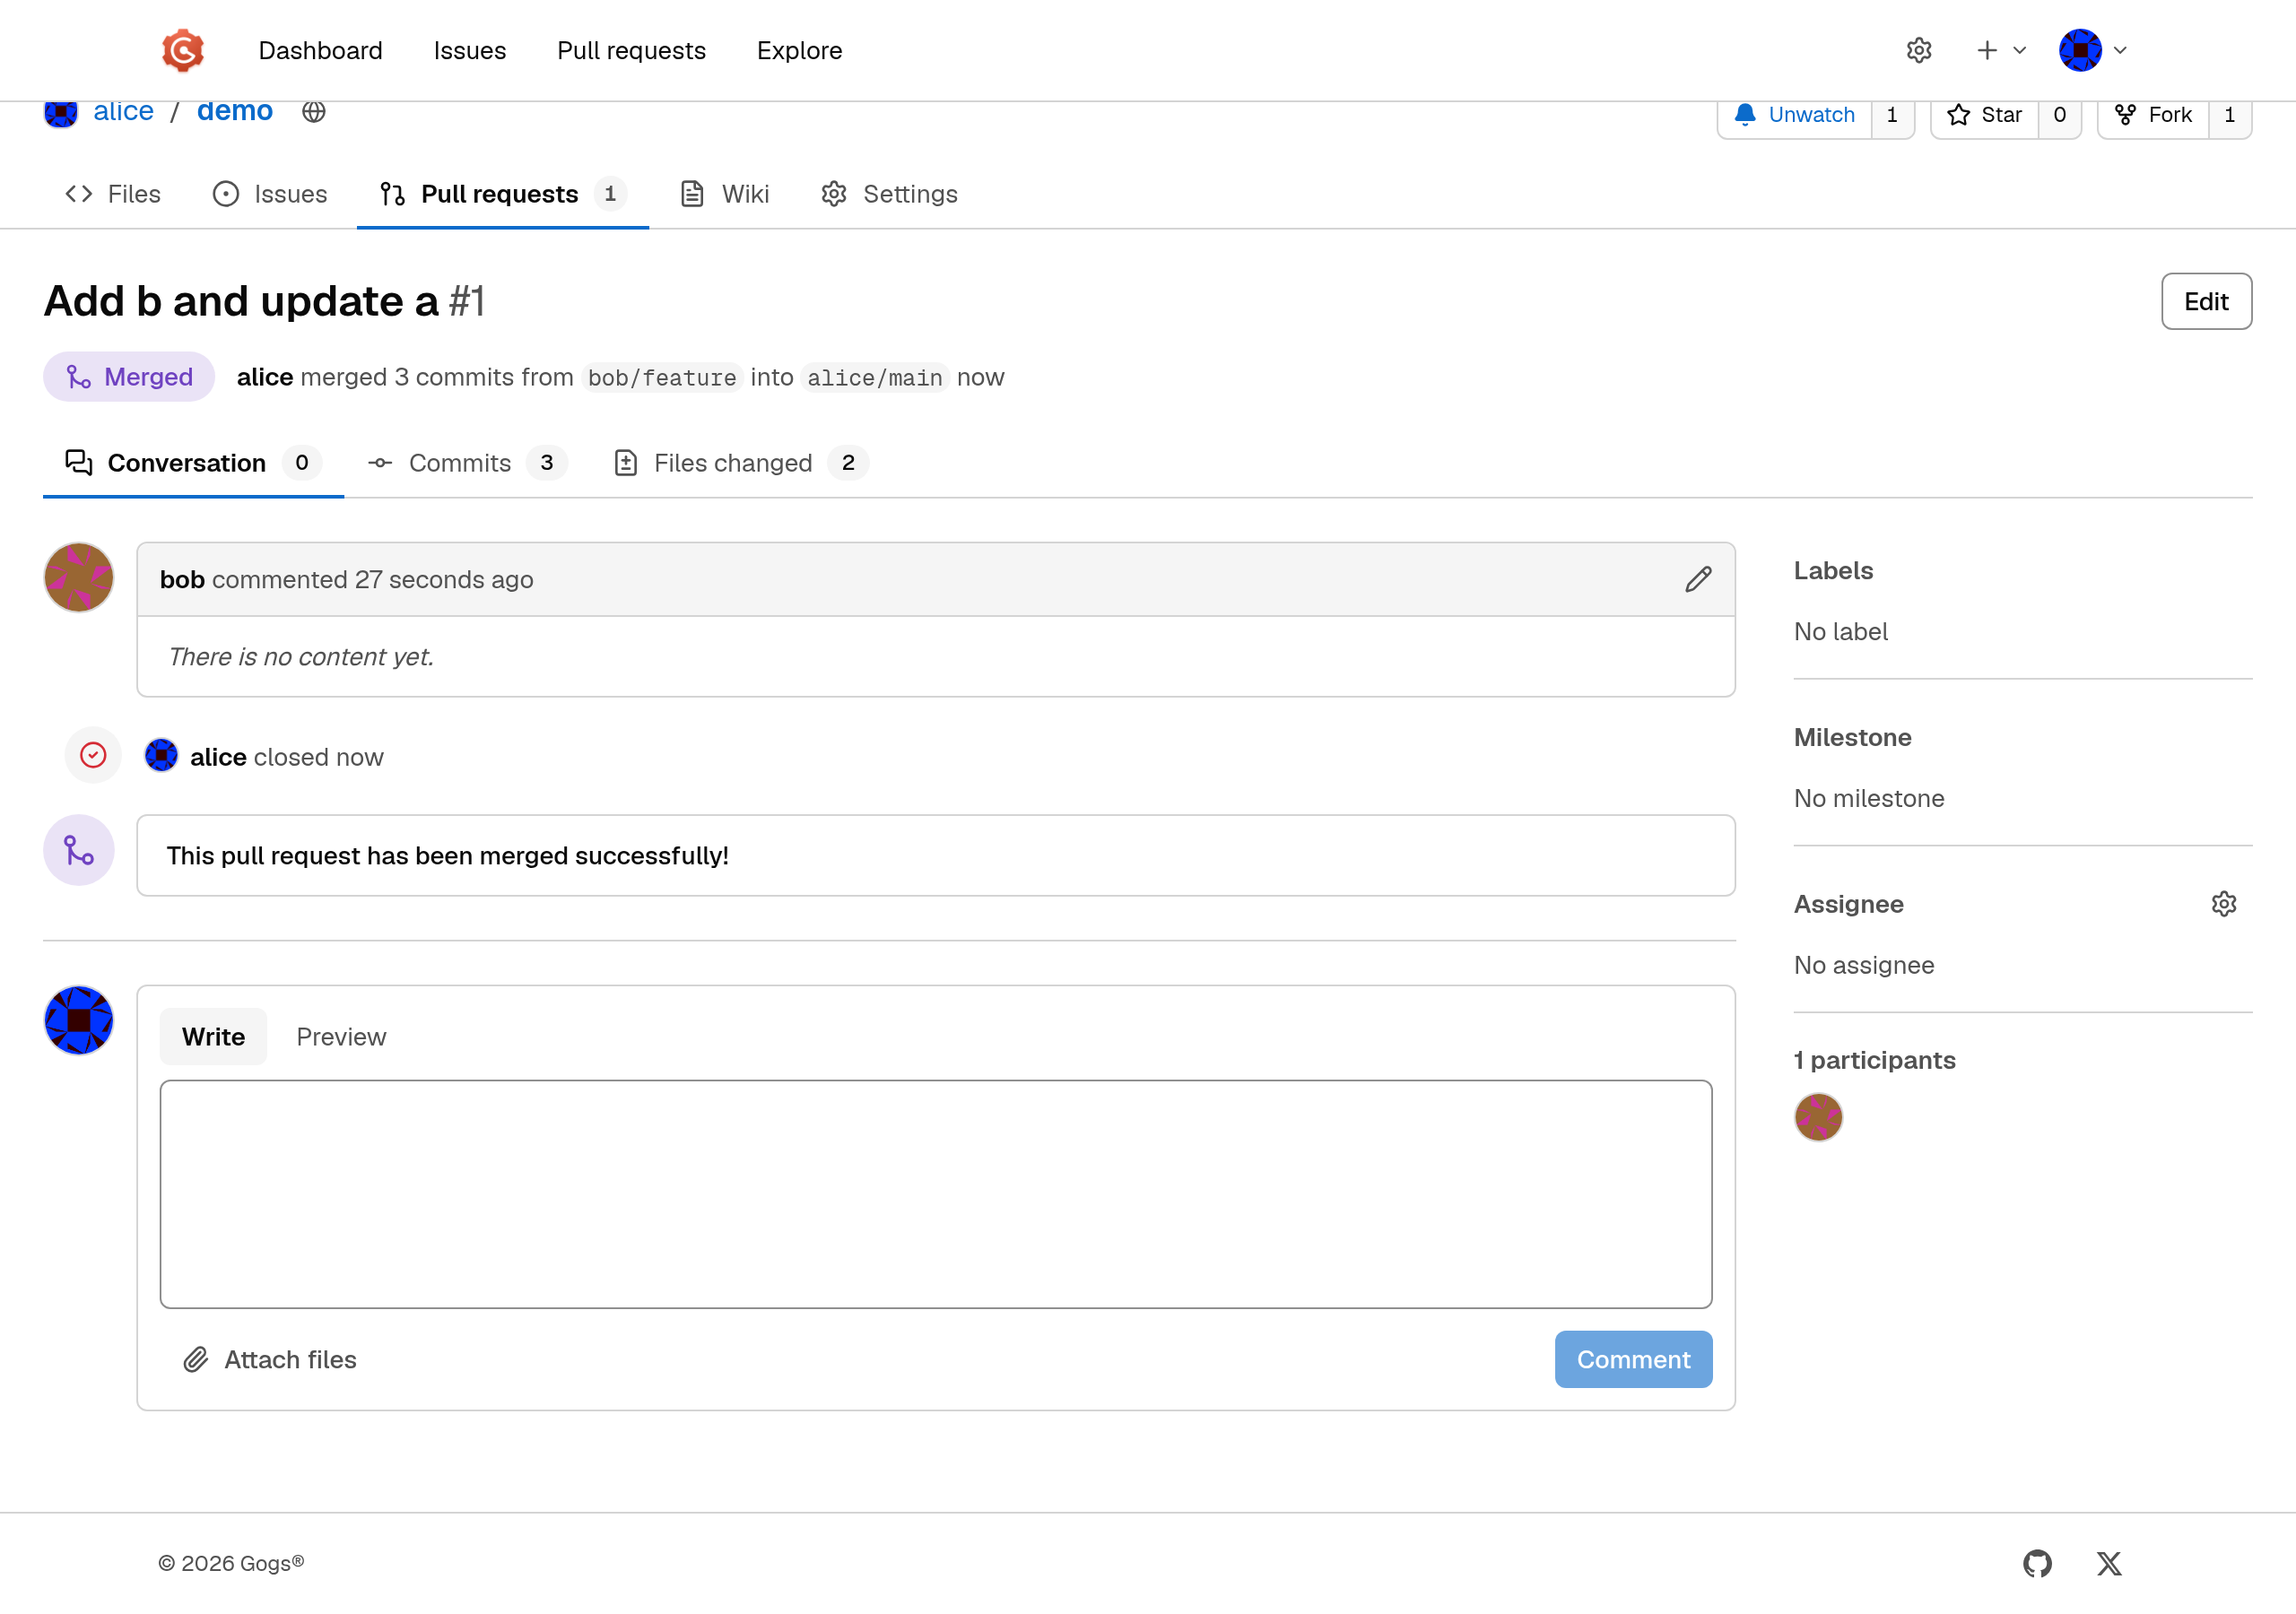 Dashboard Issues Pull requests Explore
alice / demo Unwatch 1 Star 0 Fork 1
Files Issues Pull requests 1 Wiki Settings
Add b and update a #1 Edit
Merged alice merged 3 commits from bob/feature into alice/main now
Conversation 0 Commits 3 Files changed 2
bob commented 27 seconds ago
There is no content yet.
alice closed now
This pull request has been merged successfully!
Labels
No label
Milestone
No milestone
Assignee
No assignee
1 participants
Write Preview
Attach files Comment
© 2026 Gogs®